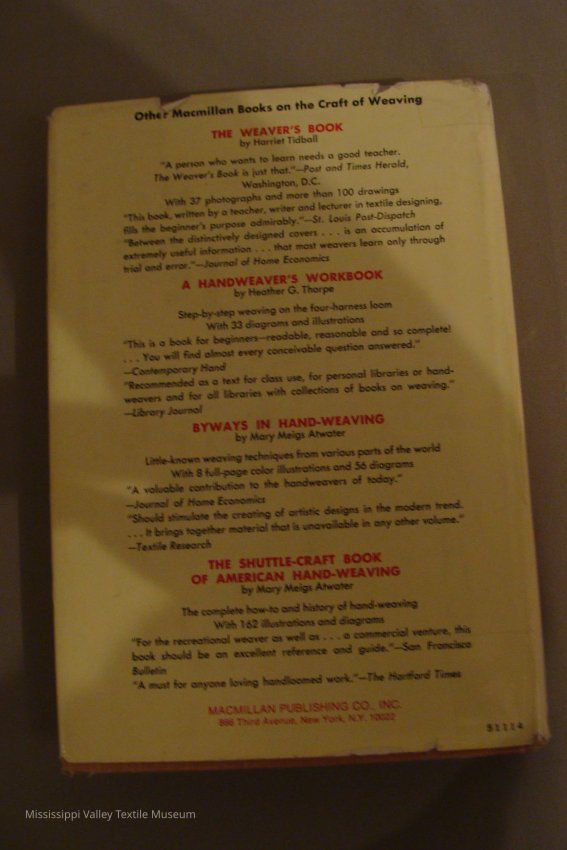 Other Macmillan Books on the Craft of Weaving
THE WEAVER'S BOOK
by Harriet Tidball
"A person who wants to learn needs a good teacher.
The Weaver's Book is just that."—Post and Times Herald,
Washington, D.C.
With 37 photographs and more than 100 drawings
"This book, written by a teacher, writer and lecturer in textile designing,
fills the beginner's purpose admirably."—St. Louis Post-Dispatch
"Between the distinctively designed covers . . . is an accumulation of
extremely useful information . . . that most weavers learn only through
trial and error."—Journal of Home Economics
A HANDWEAVER'S WORKBOOK
by Heather G. Thorpe
Step-by-step weaving on the four-harness loom
With 33 diagrams and illustrations
"This is a book for beginners—readable, reasonable and so complete!
. . . You will find almost every conceivable question answered."
—Contemporary Hand
"Recommended as a text for class use, for personal libraries or hand-
weavers and for all libraries with collections of books on weaving."
—Library Journal
BYWAYS IN HAND-WEAVING
by Mary Meigs Atwater
Little-known weaving techniques from various parts of the world
With 8 full-page color illustrations and 56 diagrams
"A valuable contribution to the handweavers of today."
—Journal of Home Economics
"Should stimulate the creating of artistic designs in the modern trend.
. . . It brings together material that is unavailable in any other volume."
—Textile Research
THE SHUTTLE-CRAFT BOOK
OF AMERICAN HAND-WEAVING
by Mary Meigs Atwater
The complete how-to and history of hand-weaving
With 162 illustrations and diagrams
"For the recreational weaver as well as . . . a commercial venture, this
book should be an excellent reference and guide."—San Francisco
Bulletin
"A must for anyone loving handloomed work."—The Hartford Times
MACMILLAN PUBLISHING CO., INC.
866 Third Avenue, New York, N.Y. 10022
51114
Mississippi Valley Textile Museum